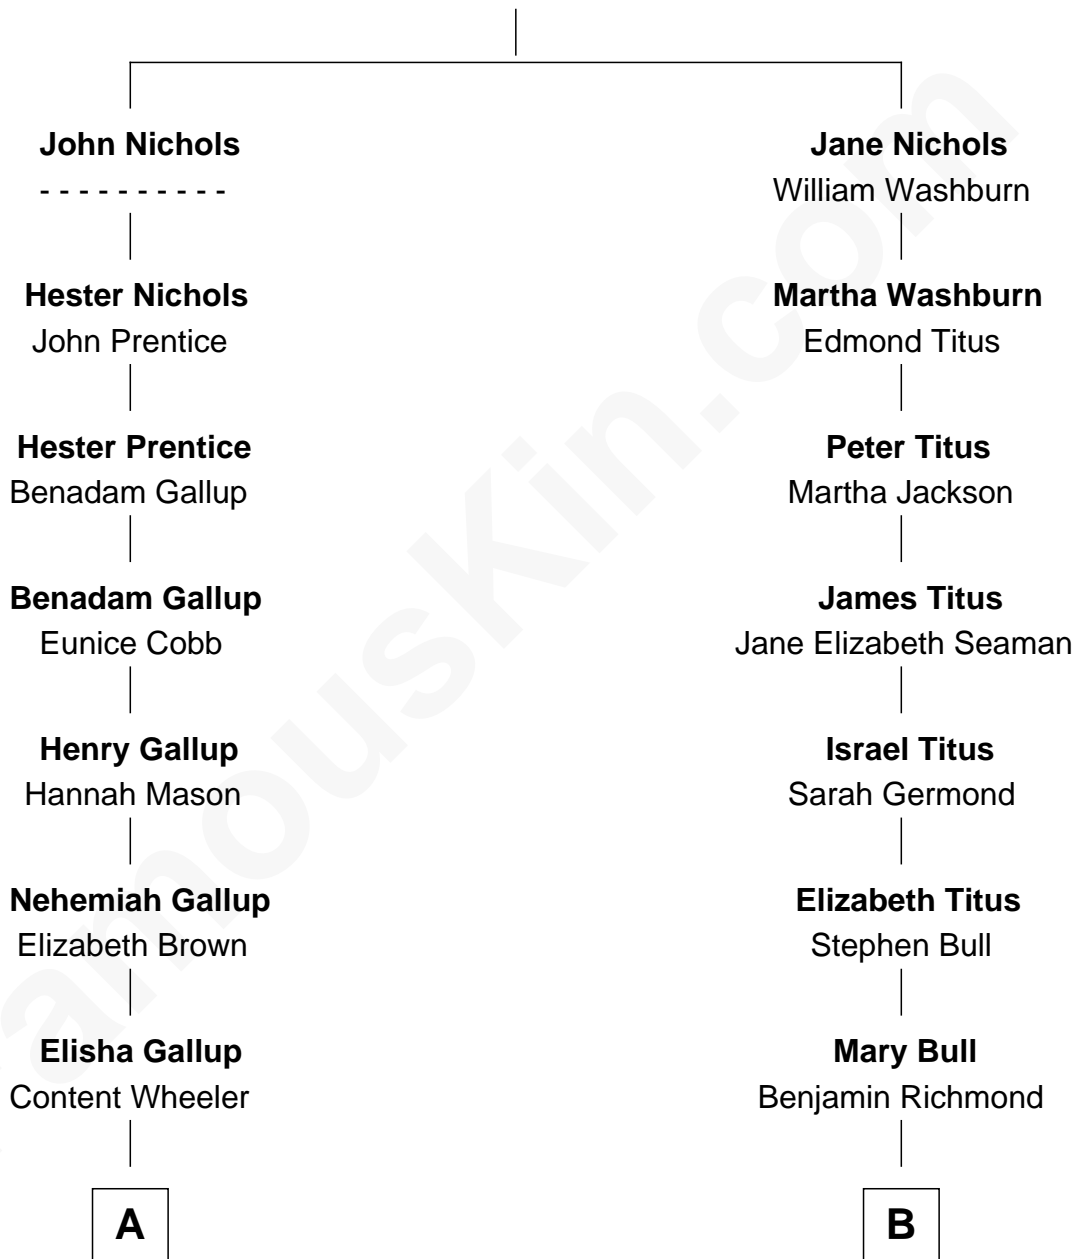 John Nichols
- - - - - - - - - -
Hester Nichols
John Prentice
Hester Prentice
Benadam Gallup
Benadam Gallup
Eunice Cobb
Henry Gallup
Hannah Mason
Nehemiah Gallup
Elizabeth Brown
Elisha Gallup
Content Wheeler
A
Jane Nichols
William Washburn
Martha Washburn
Edmond Titus
Peter Titus
Martha Jackson
James Titus
Jane Elizabeth Seaman
Israel Titus
Sarah Germond
Elizabeth Titus
Stephen Bull
Mary Bull
Benjamin Richmond
B
amousKin.com